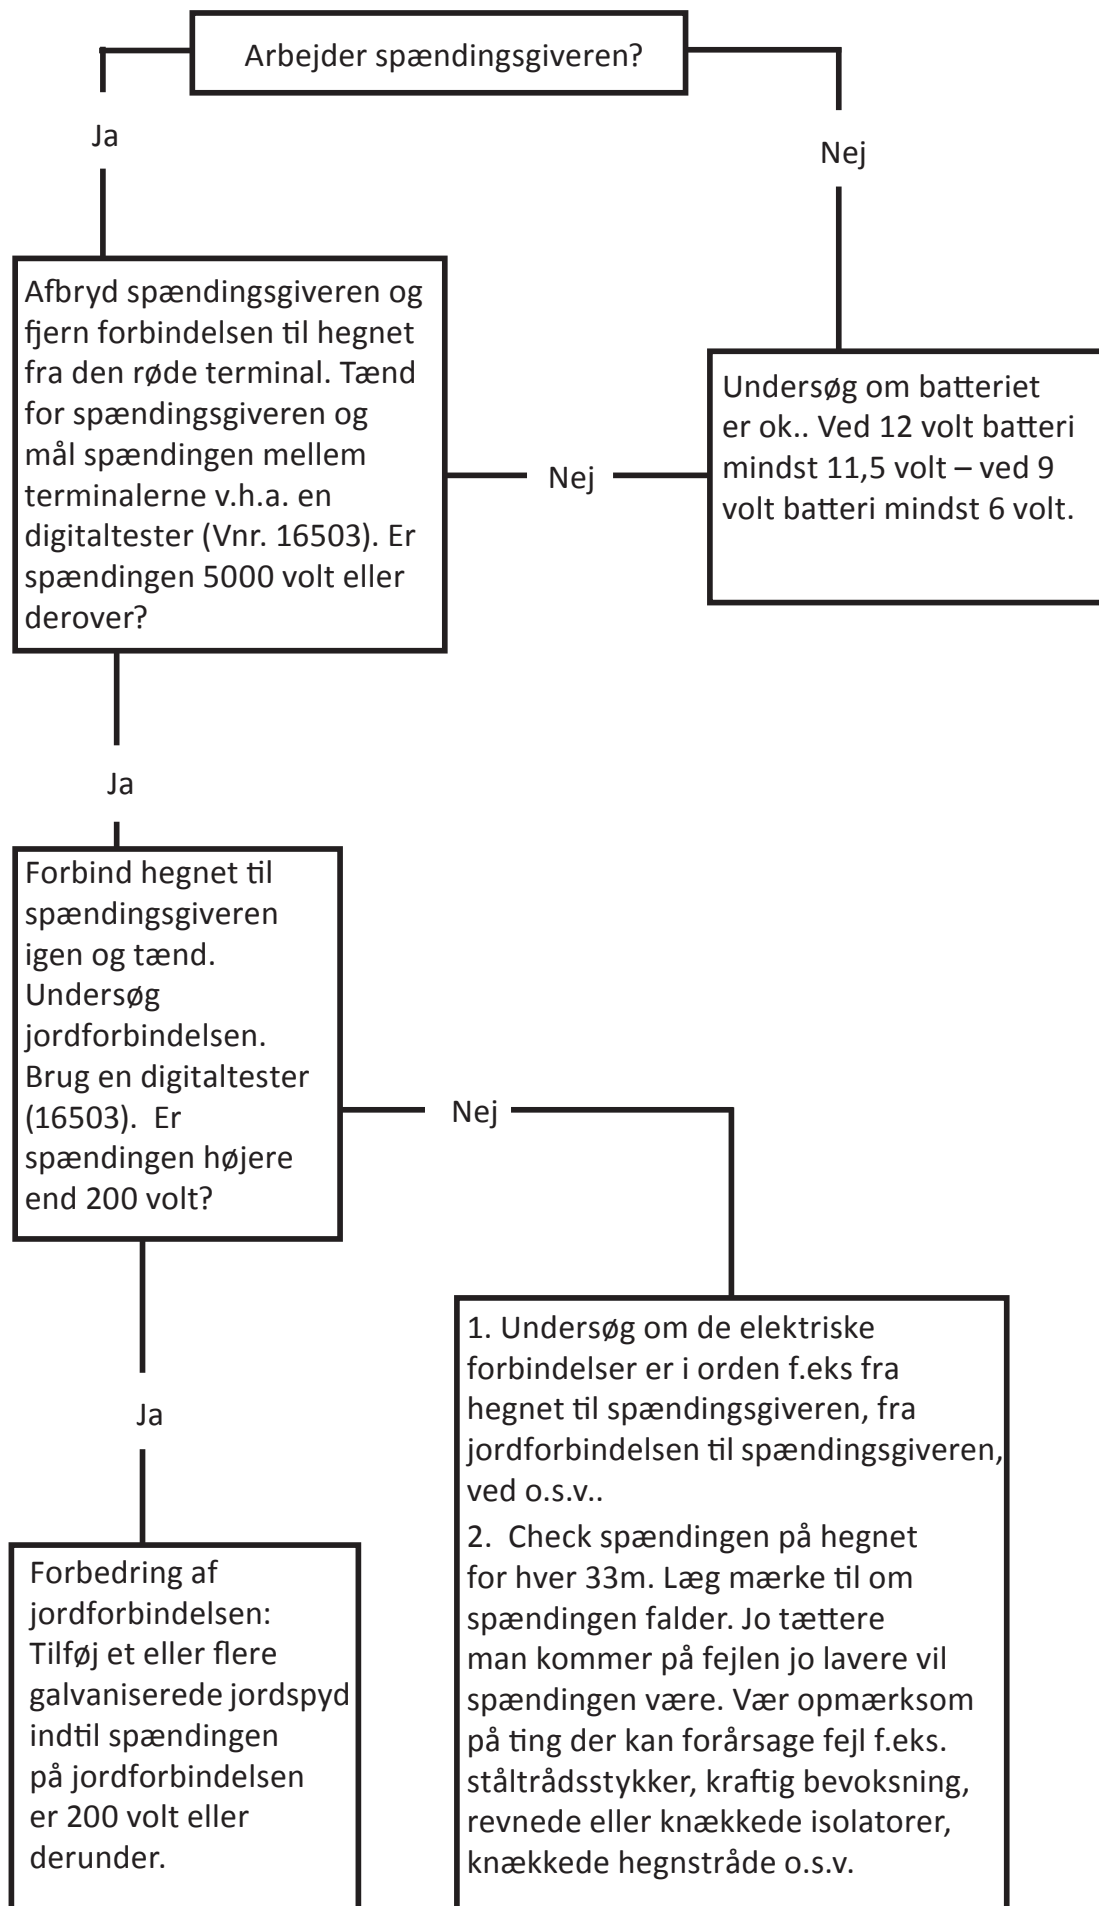 Arbejder spændingsgiveren?
Ja
Nej
Afbryd spændingsgiveren og
fjern forbindelsen til hegnet
fra den røde terminal. Tænd
for spændingsgiveren og
mål spændingen mellem
terminalerne v.h.a. en
digitaltester (Vnr. 16503). Er
spændingen 5000 volt eller
derover?
Nej
Undersøg om batteriet
er ok.. Ved 12 volt batteri
mindst 11,5 volt – ved 9
volt batteri mindst 6 volt.
Ja
Forbind hegnet til
spændingsgiveren
igen og tænd.
Undersøg
jordforbindelsen.
Brug en digitaltester
(16503).  Er
spændingen højere
end 200 volt?
Nej
Ja
1. Undersøg om de elektriske
forbindelser er i orden f.eks fra
hegnet til spændingsgiveren, fra
jordforbindelsen til spændingsgiveren,
ved o.s.v..
2.  Check spændingen på hegnet
for hver 33m. Læg mærke til om
spændingen falder. Jo tættere
man kommer på fejlen jo lavere vil
spændingen være. Vær opmærksom
på ting der kan forårsage fejl f.eks.
ståltrådsstykker, kraftig bevoksning,
revnede eller knækkede isolatorer,
knækkede hegnstråde o.s.v.
Forbedring af
jordforbindelsen:
Tilføj et eller flere
galvaniserede jordspyd
indtil spændingen
på jordforbindelsen
er 200 volt eller
derunder.